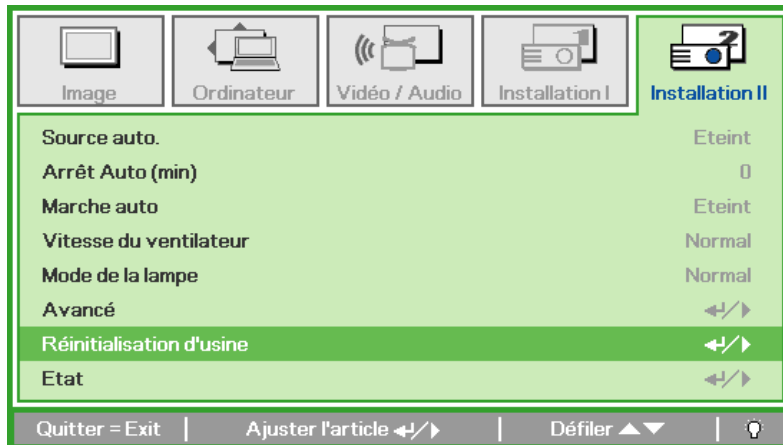 Image Ordinateur Vidéo / Audio Installation I Installation II
Source auto. Eteint
Arrêt Auto (min) 0
Marche auto Eteint
Vitesse du ventilateur Normal
Mode de la lampe Normal
Avancé
Réinitialisation d'usine
Etat
Quitter = Exit | Ajuster l'article ↵/▶ | Défiler ▲▼ |